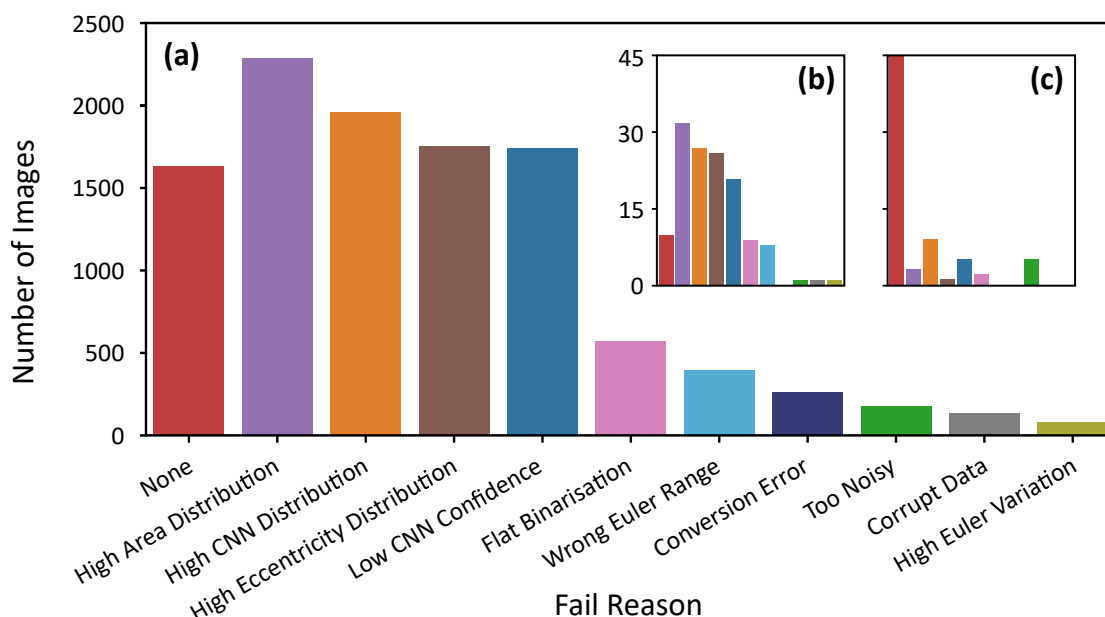 2500
2000
1500
1000
500
0
Number of Images
(a)
45
30
15
0
(b)
(c)
None
High Area Distribution
High CNN Distribution
High Eccentricity Distribution
Low CNN Confidence
Flat Binarisation
Wrong Euler Range
Conversion Error
Too Noisy
Corrupt Data
High Euler Variation
Fail Reason